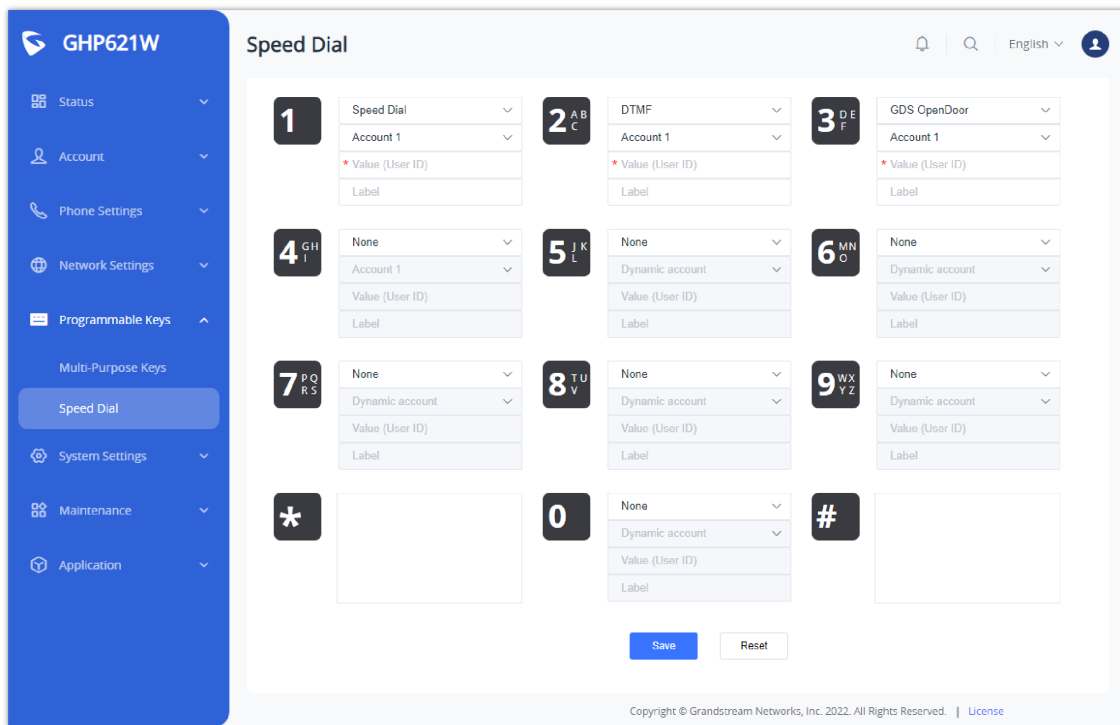 GHP621W
Speed Dial
English
Status
Account
Phone Settings
Network Settings
Programmable Keys
Multi-Purpose Keys
Speed Dial
System Settings
Maintenance
Application
1
Speed Dial
Account 1
* Value (User ID)
Label
2 ABC
DTMF
Account 1
* Value (User ID)
Label
3 DEF
GDS OpenDoor
Account 1
* Value (User ID)
Label
4 GHI
None
Account 1
Value (User ID)
Label
5 JKL
None
Dynamic account
Value (User ID)
Label
6 MNO
None
Dynamic account
Value (User ID)
Label
7 PQRS
None
Dynamic account
Value (User ID)
Label
8 TUV
None
Dynamic account
Value (User ID)
Label
9 WXYZ
None
Dynamic account
Value (User ID)
Label
*
0
None
Dynamic account
Value (User ID)
Label
#
Save
Reset
Copyright © Grandstream Networks, Inc. 2022. All Rights Reserved. | License